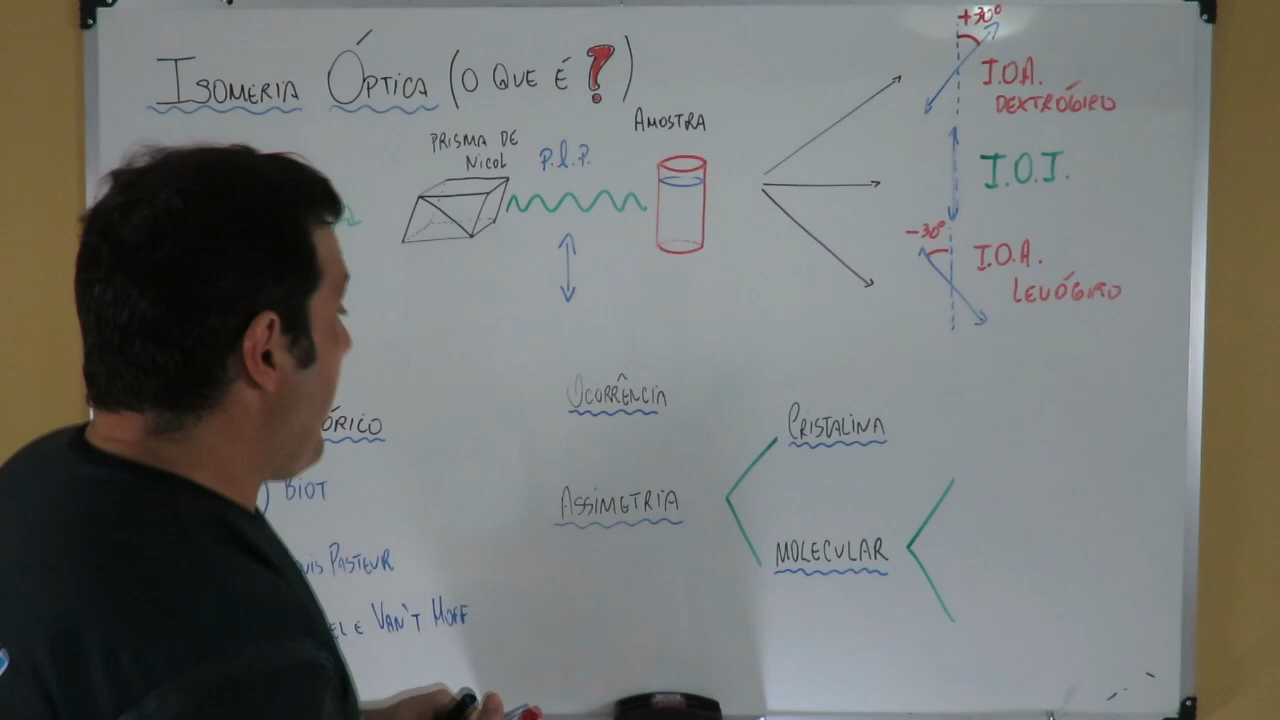 ISOMERIA ÓPTICA (O QUE É ?)
PRISMA DE
NICOL
P.L.P.
AMOSTRA
+30°
I.O.A.
DEXTRÓGIRO
I.O.I.
-30°
I.O.A.
LEVÓGIRO
ÓRICO
BIOT
UIS PASTEUR
EL E VAN'T HOFF
OCORRÊNCIA
ASSIMETRIA
CRISTALINA
MOLECULAR